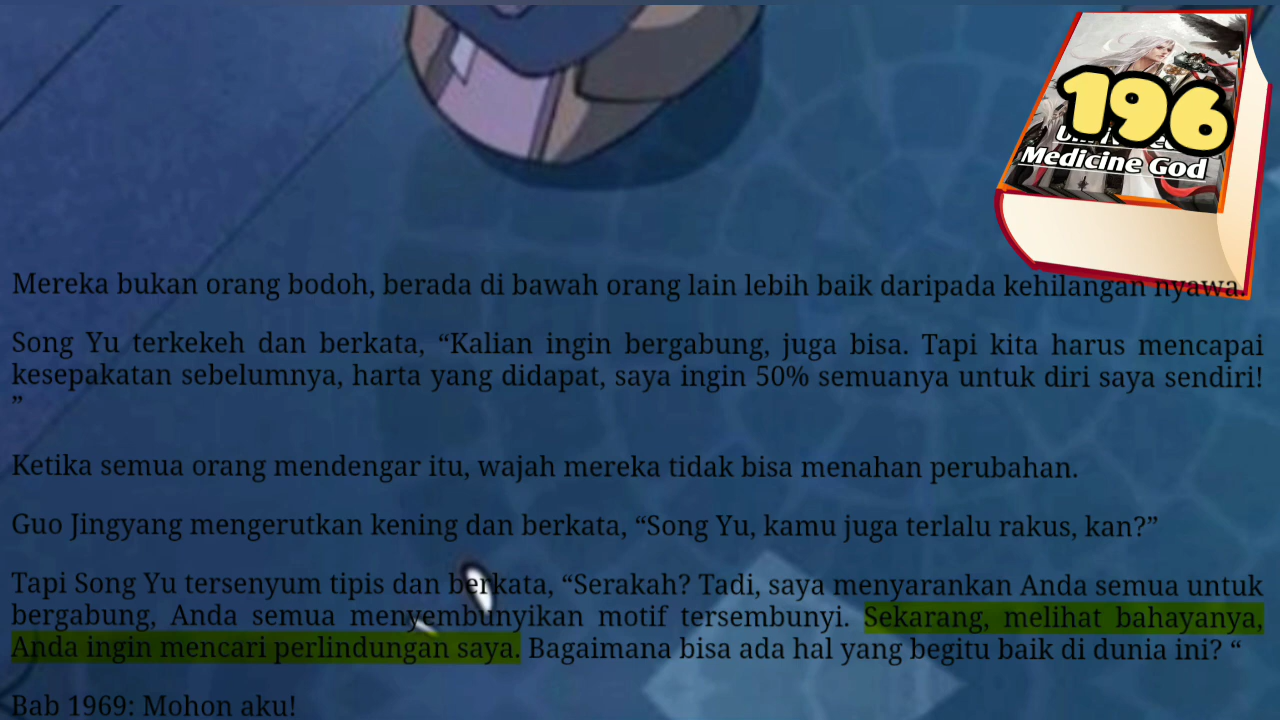 196
Medicine God
Mereka bukan orang bodoh, berada di bawah orang lain lebih baik daripada kehilangan nyawa.
Song Yu terkekeh dan berkata, “Kalian ingin bergabung, juga bisa. Tapi kita harus mencapai
kesepakatan sebelumnya, harta yang didapat, saya ingin 50% semuanya untuk diri saya sendiri!
”
Ketika semua orang mendengar itu, wajah mereka tidak bisa menahan perubahan.
Guo Jingyang mengerutkan kening dan berkata, “Song Yu, kamu juga terlalu rakus, kan?”
Tapi Song Yu tersenyum tipis dan berkata, “Serakah? Tadi, saya menyarankan Anda semua untuk
bergabung, Anda semua menyembunyikan motif tersembunyi. Sekarang, melihat bahayanya,
Anda ingin mencari perlindungan saya. Bagaimana bisa ada hal yang begitu baik di dunia ini? “
Bab 1969: Mohon aku!